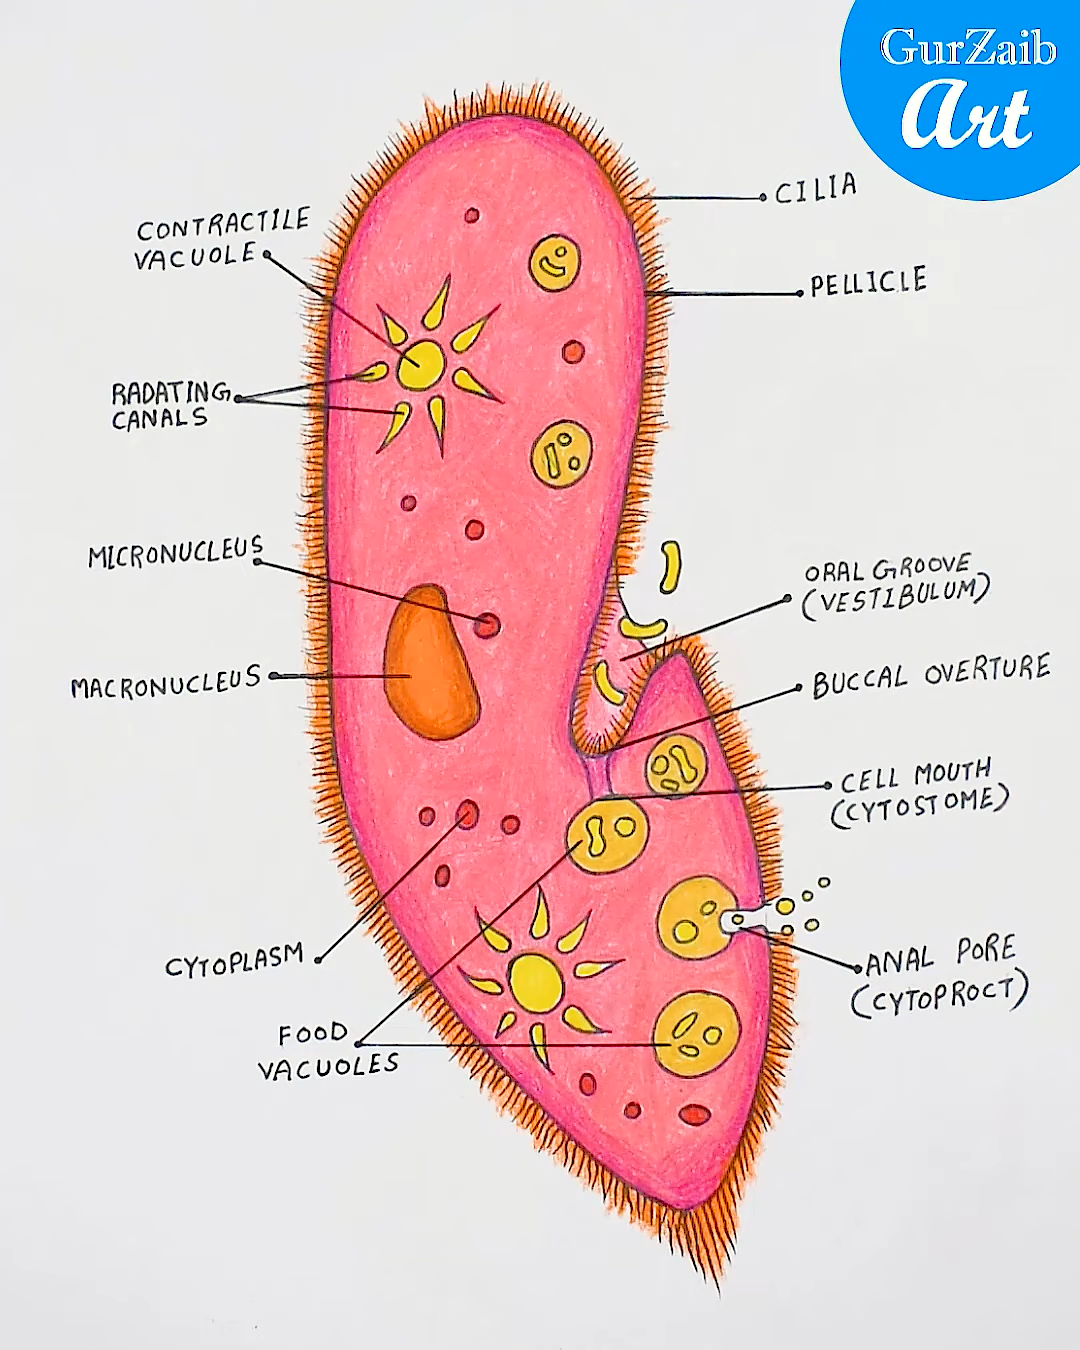 GurZaib
Art
CILIA
CONTRACTILE
VACUOLE
PELLICLE
RADATING
CANALS
MICRONUCLEUS
ORAL GROOVE
(VESTIBULUM)
MACRONUCLEUS
BUCCAL OVERTURE
CELL MOUTH
(CYTOSTOME)
CYTOPLASM
ANAL PORE
(CYTOPROCT)
FOOD
VACUOLES